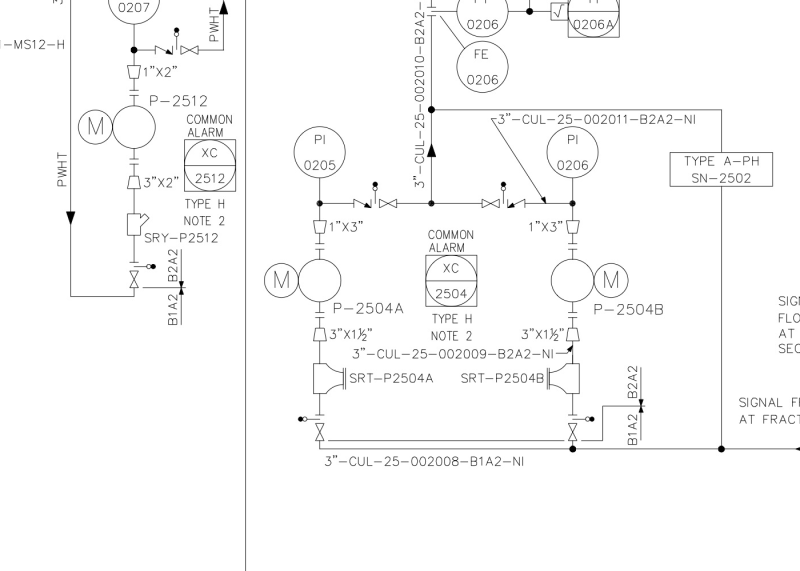 0207
PWHT
-MS12-H
1"X2"
P-2512
M
COMMON
ALARM
XC
2512
TYPE H
NOTE 2
PWHT
3"X2"
SRY-P2512
B2A2
B1A2
0206
√
0206A
FE
0206
3"-CUL-25-002010-B2A2-
3"-CUL-25-002011-B2A2-NI
PI
0205
PI
0206
TYPE A-PH
SN-2502
1"X3"
1"X3"
COMMON
ALARM
XC
2504
TYPE H
NOTE 2
M
M
P-2504A
P-2504B
3"X1½"
3"X1½"
3"-CUL-25-002009-B2A2-NI
SRT-P2504A
SRT-P2504B
B2A2
B1A2
3"-CUL-25-002008-B1A2-NI
SIGN
FLO
AT
SEC
SIGNAL F
AT FRACT